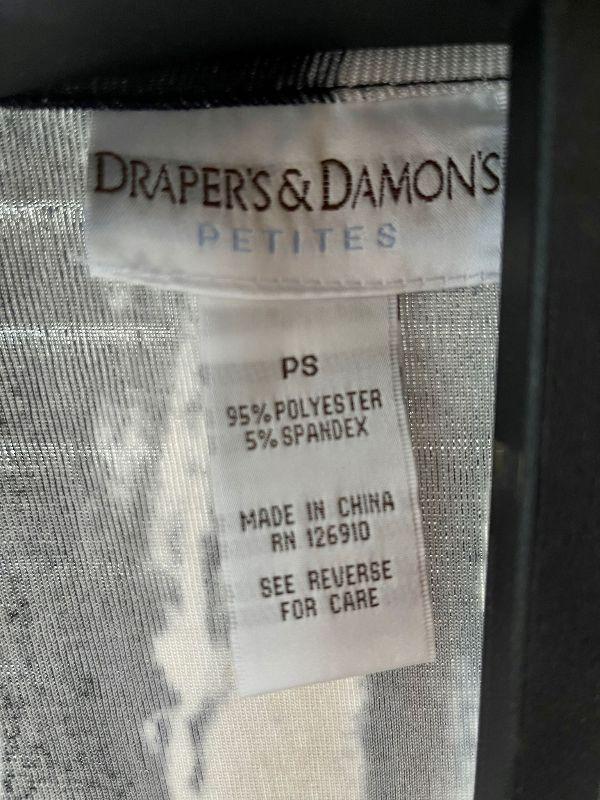 DRAPER'S & DAMON'S
PETITES
PS
95% POLYESTER
5% SPANDEX
MADE IN CHINA
RN 126910
SEE REVERSE
FOR CARE